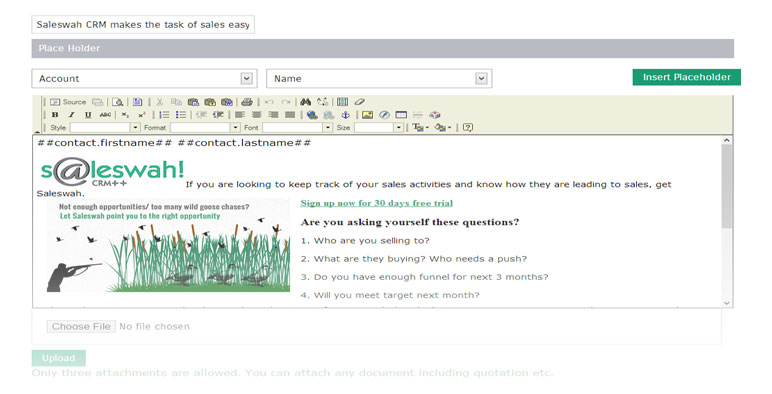 Saleswah CRM makes the task of sales easy
Place Holder
Account
Name
Insert Placeholder
Source
B I U ABC x₂ x²
Style Format Font Size
##contact.firstname## ##contact.lastname##
s@leswah!
CRM++
If you are looking to keep track of your sales activities and know how they are leading to sales, get
Saleswah.
Not enough opportunities/ too many wild goose chases?
Let Saleswah point you to the right opportunity
Sign up now for 30 days free trial
Are you asking yourself these questions?
1. Who are you selling to?
2. What are they buying? Who needs a push?
3. Do you have enough funnel for next 3 months?
4. Will you meet target next month?
Choose File No file chosen
Upload
Only three attachments are allowed. You can attach any document including quotation etc.